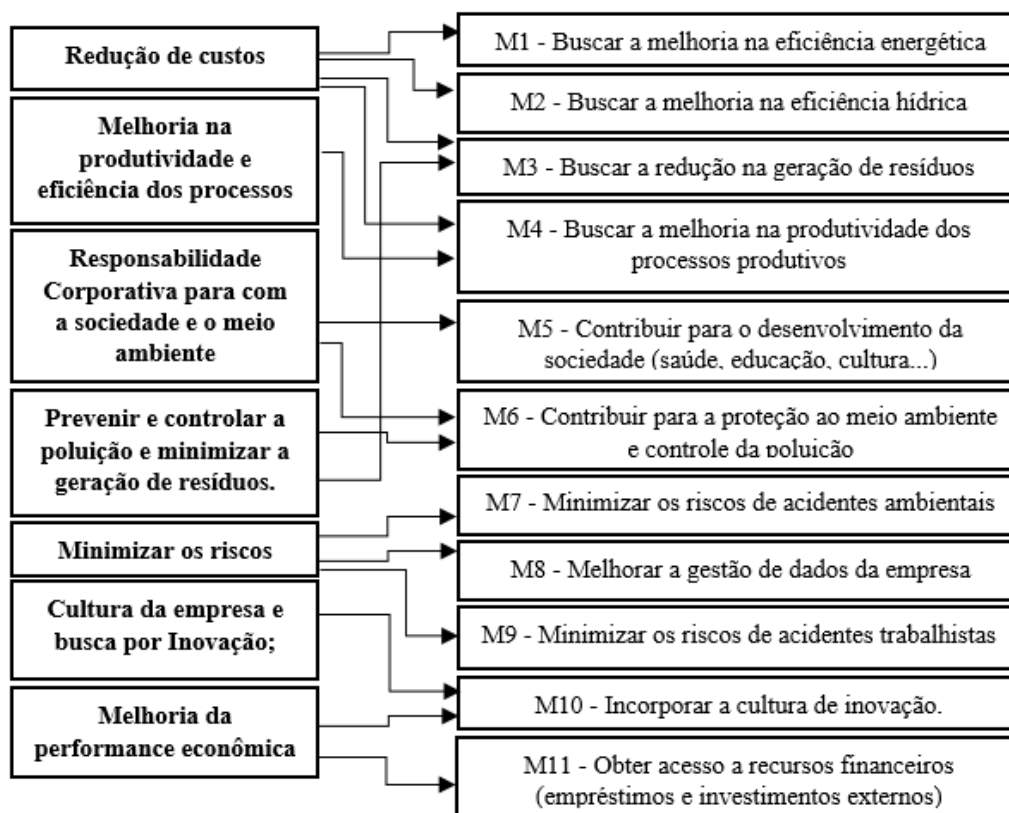 Redução de custos
Melhoria na
produtividade e
eficiência dos processos
Responsabilidade
Corporativa para com
a sociedade e o meio
ambiente
Prevenir e controlar a
poluição e minimizar a
geração de resíduos.
Minimizar os riscos
Cultura da empresa e
busca por Inovação;
Melhoria da
performance econômica
M1 - Buscar a melhoria na eficiência energética
M2 - Buscar a melhoria na eficiência hídrica
M3 - Buscar a redução na geração de resíduos
M4 - Buscar a melhoria na produtividade dos
processos produtivos
M5 - Contribuir para o desenvolvimento da
sociedade (saúde, educação, cultura...)
M6 - Contribuir para a proteção ao meio ambiente
e controle da poluição
M7 - Minimizar os riscos de acidentes ambientais
M8 - Melhorar a gestão de dados da empresa
M9 - Minimizar os riscos de acidentes trabalhistas
M10 - Incorporar a cultura de inovação.
M11 - Obter acesso a recursos financeiros
(empréstimos e investimentos externos)